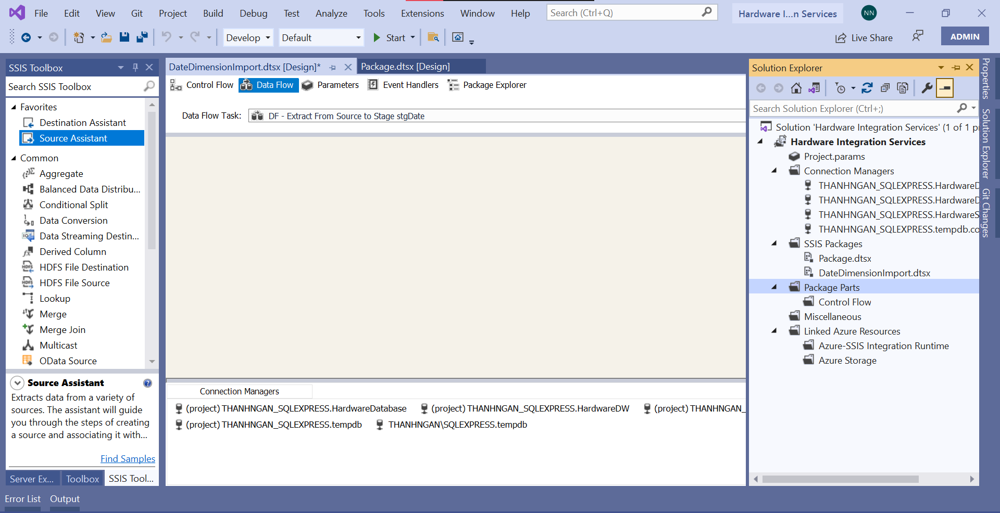 File Edit View Git Project Build Debug Test Analyze Tools Extensions Window Help Search (Ctrl+Q) Hardware I...n Services NN
Develop Default Start Live Share ADMIN
SSIS Toolbox
Search SSIS Toolbox
Favorites
Destination Assistant
Source Assistant
Common
Aggregate
Balanced Data Distribu...
Conditional Split
Data Conversion
Data Streaming Destin...
Derived Column
HDFS File Destination
HDFS File Source
Lookup
Merge
Merge Join
Multicast
OData Source
Source Assistant
Extracts data from a variety of
sources. The assistant will guide
you through the steps of creating
a source and associating it with...
Find Samples
Server Ex... Toolbox SSIS Tool...
DateDimensionImport.dtsx [Design]* Package.dtsx [Design]
Control Flow Data Flow Parameters Event Handlers Package Explorer
Data Flow Task: DF - Extract From Source to Stage stgDate
Connection Managers
(project) THANHNGAN_SQLEXPRESS.HardwareDatabase (project) THANHNGAN_SQLEXPRESS.HardwareDW (project) THANHNGAN_
(project) THANHNGAN_SQLEXPRESS.tempdb THANHNGAN\SQLEXPRESS.tempdb
Solution Explorer
Search Solution Explorer (Ctrl+;)
Solution 'Hardware Integration Services' (1 of 1 pr
Hardware Integration Services
Project.params
Connection Managers
THANHNGAN_SQLEXPRESS.HardwareD
THANHNGAN_SQLEXPRESS.HardwareD
THANHNGAN_SQLEXPRESS.HardwareS
THANHNGAN_SQLEXPRESS.tempdb.co
SSIS Packages
Package.dtsx
DateDimensionImport.dtsx
Package Parts
Control Flow
Miscellaneous
Linked Azure Resources
Azure-SSIS Integration Runtime
Azure Storage
Properties
Solution Explorer
Git Changes
Error List Output